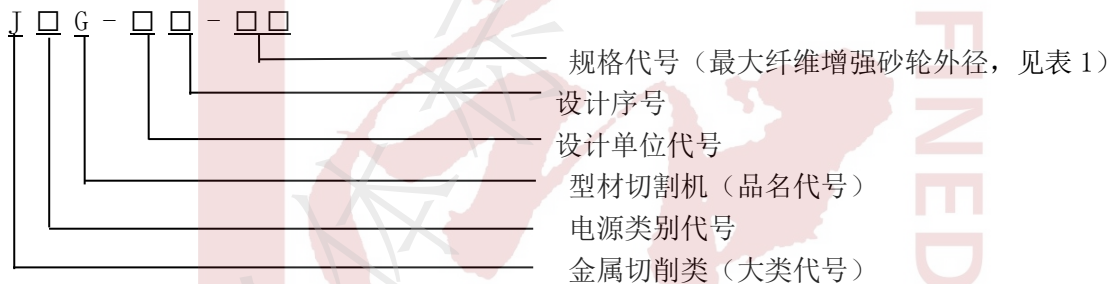 J □ G - □ □ - □□
规格代号（最大纤维增强砂轮外径，见表 1）
设计序号
设计单位代号
型材切割机（品名代号）
电源类别代号
金属切削类（大类代号）
FINED